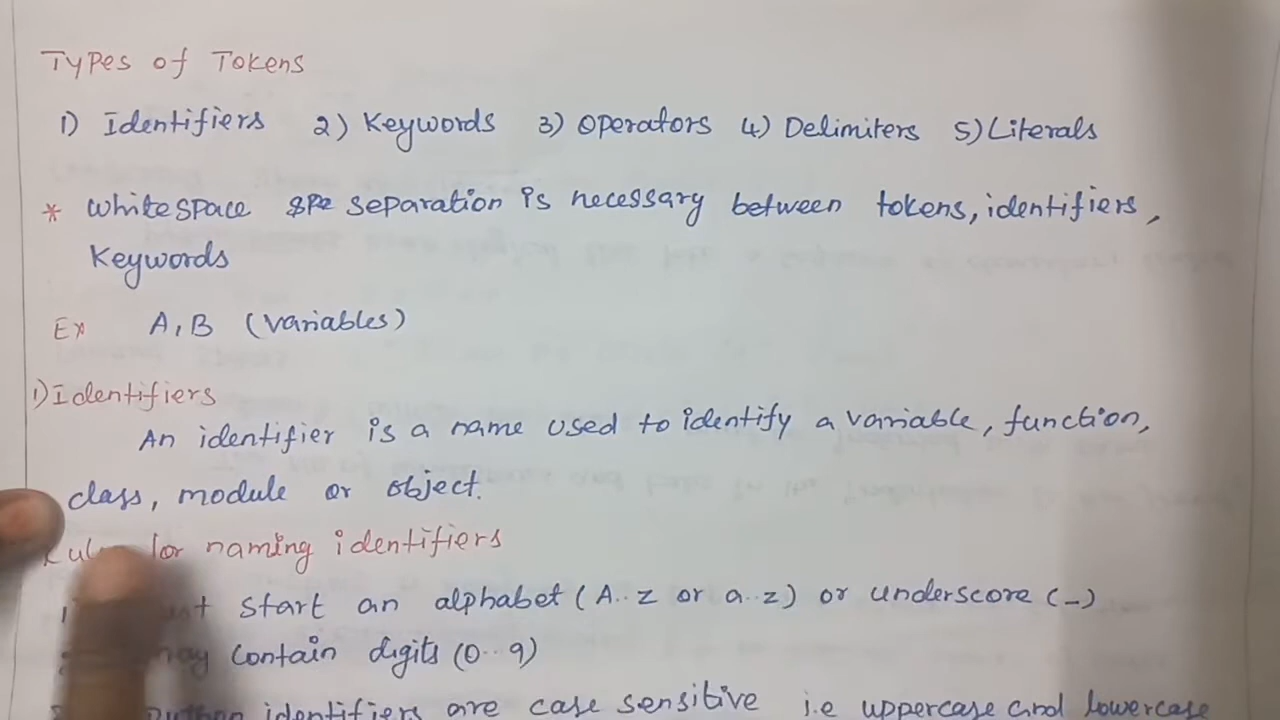 Types of Tokens
1) Identifiers 2) Keywords 3) Operators 4) Delimiters 5) Literals
* Whitespace separation is necessary between tokens, identifiers,
Keywords
Ex A, B (Variables)
1) Identifiers
An identifier is a name used to identify a variable, function,
class, module or object.
for naming identifiers
1) start an alphabet (A..Z or a..z) or underscore (_)
may contain digits (0..9)
Python identifiers are case sensitive i.e uppercase and lowercase